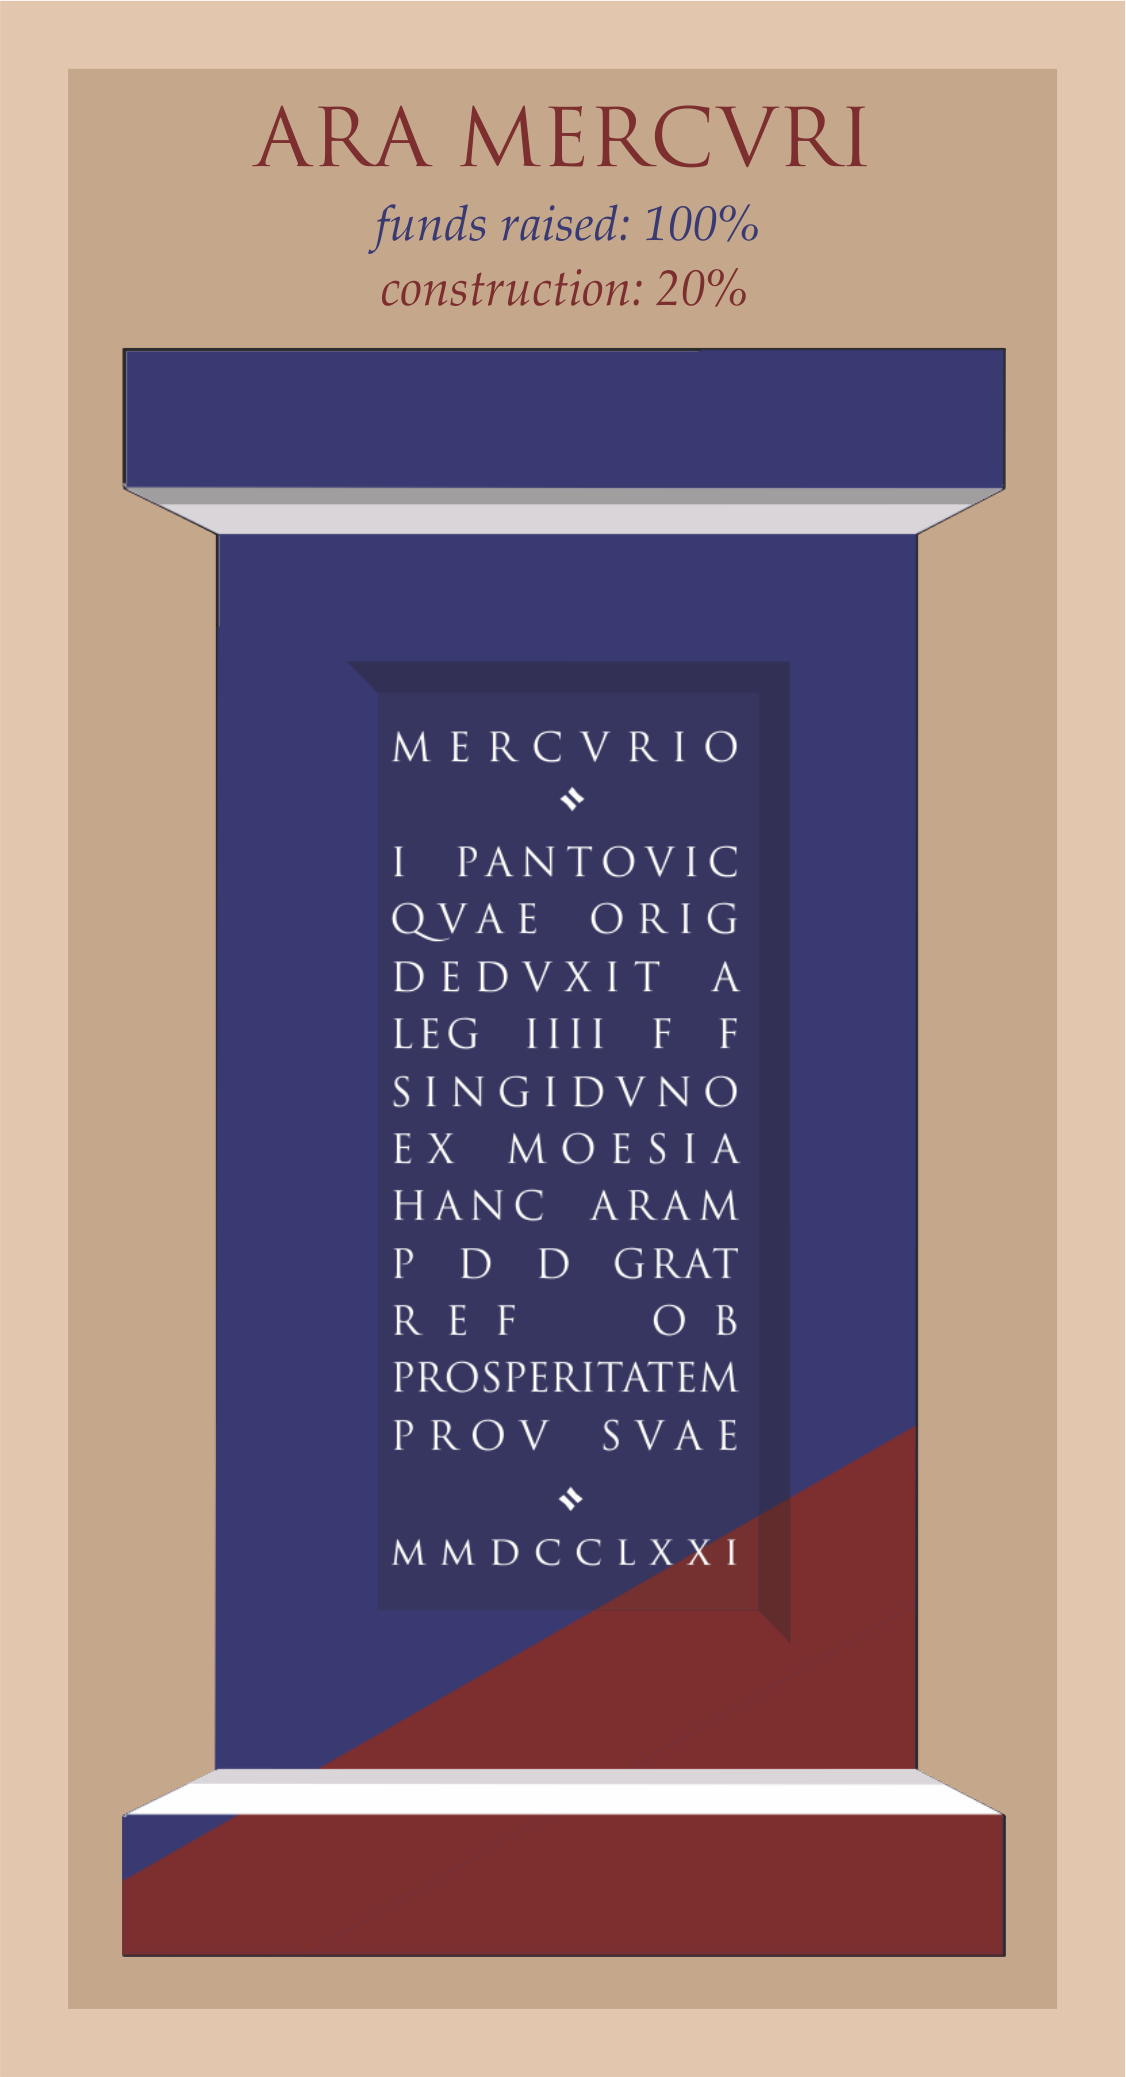 ARA MERCVRI
funds raised: 100%
construction: 20%
MERCVRIO
I PANTOVIC
QVAE ORIG
DEDVXIT A
LEG IIII F F
SINGIDVNO
EX MOESIA
HANC ARAM
P D D GRAT
REF OB
PROSPERITATEM
PROV SVAE
MMDCCLXXI